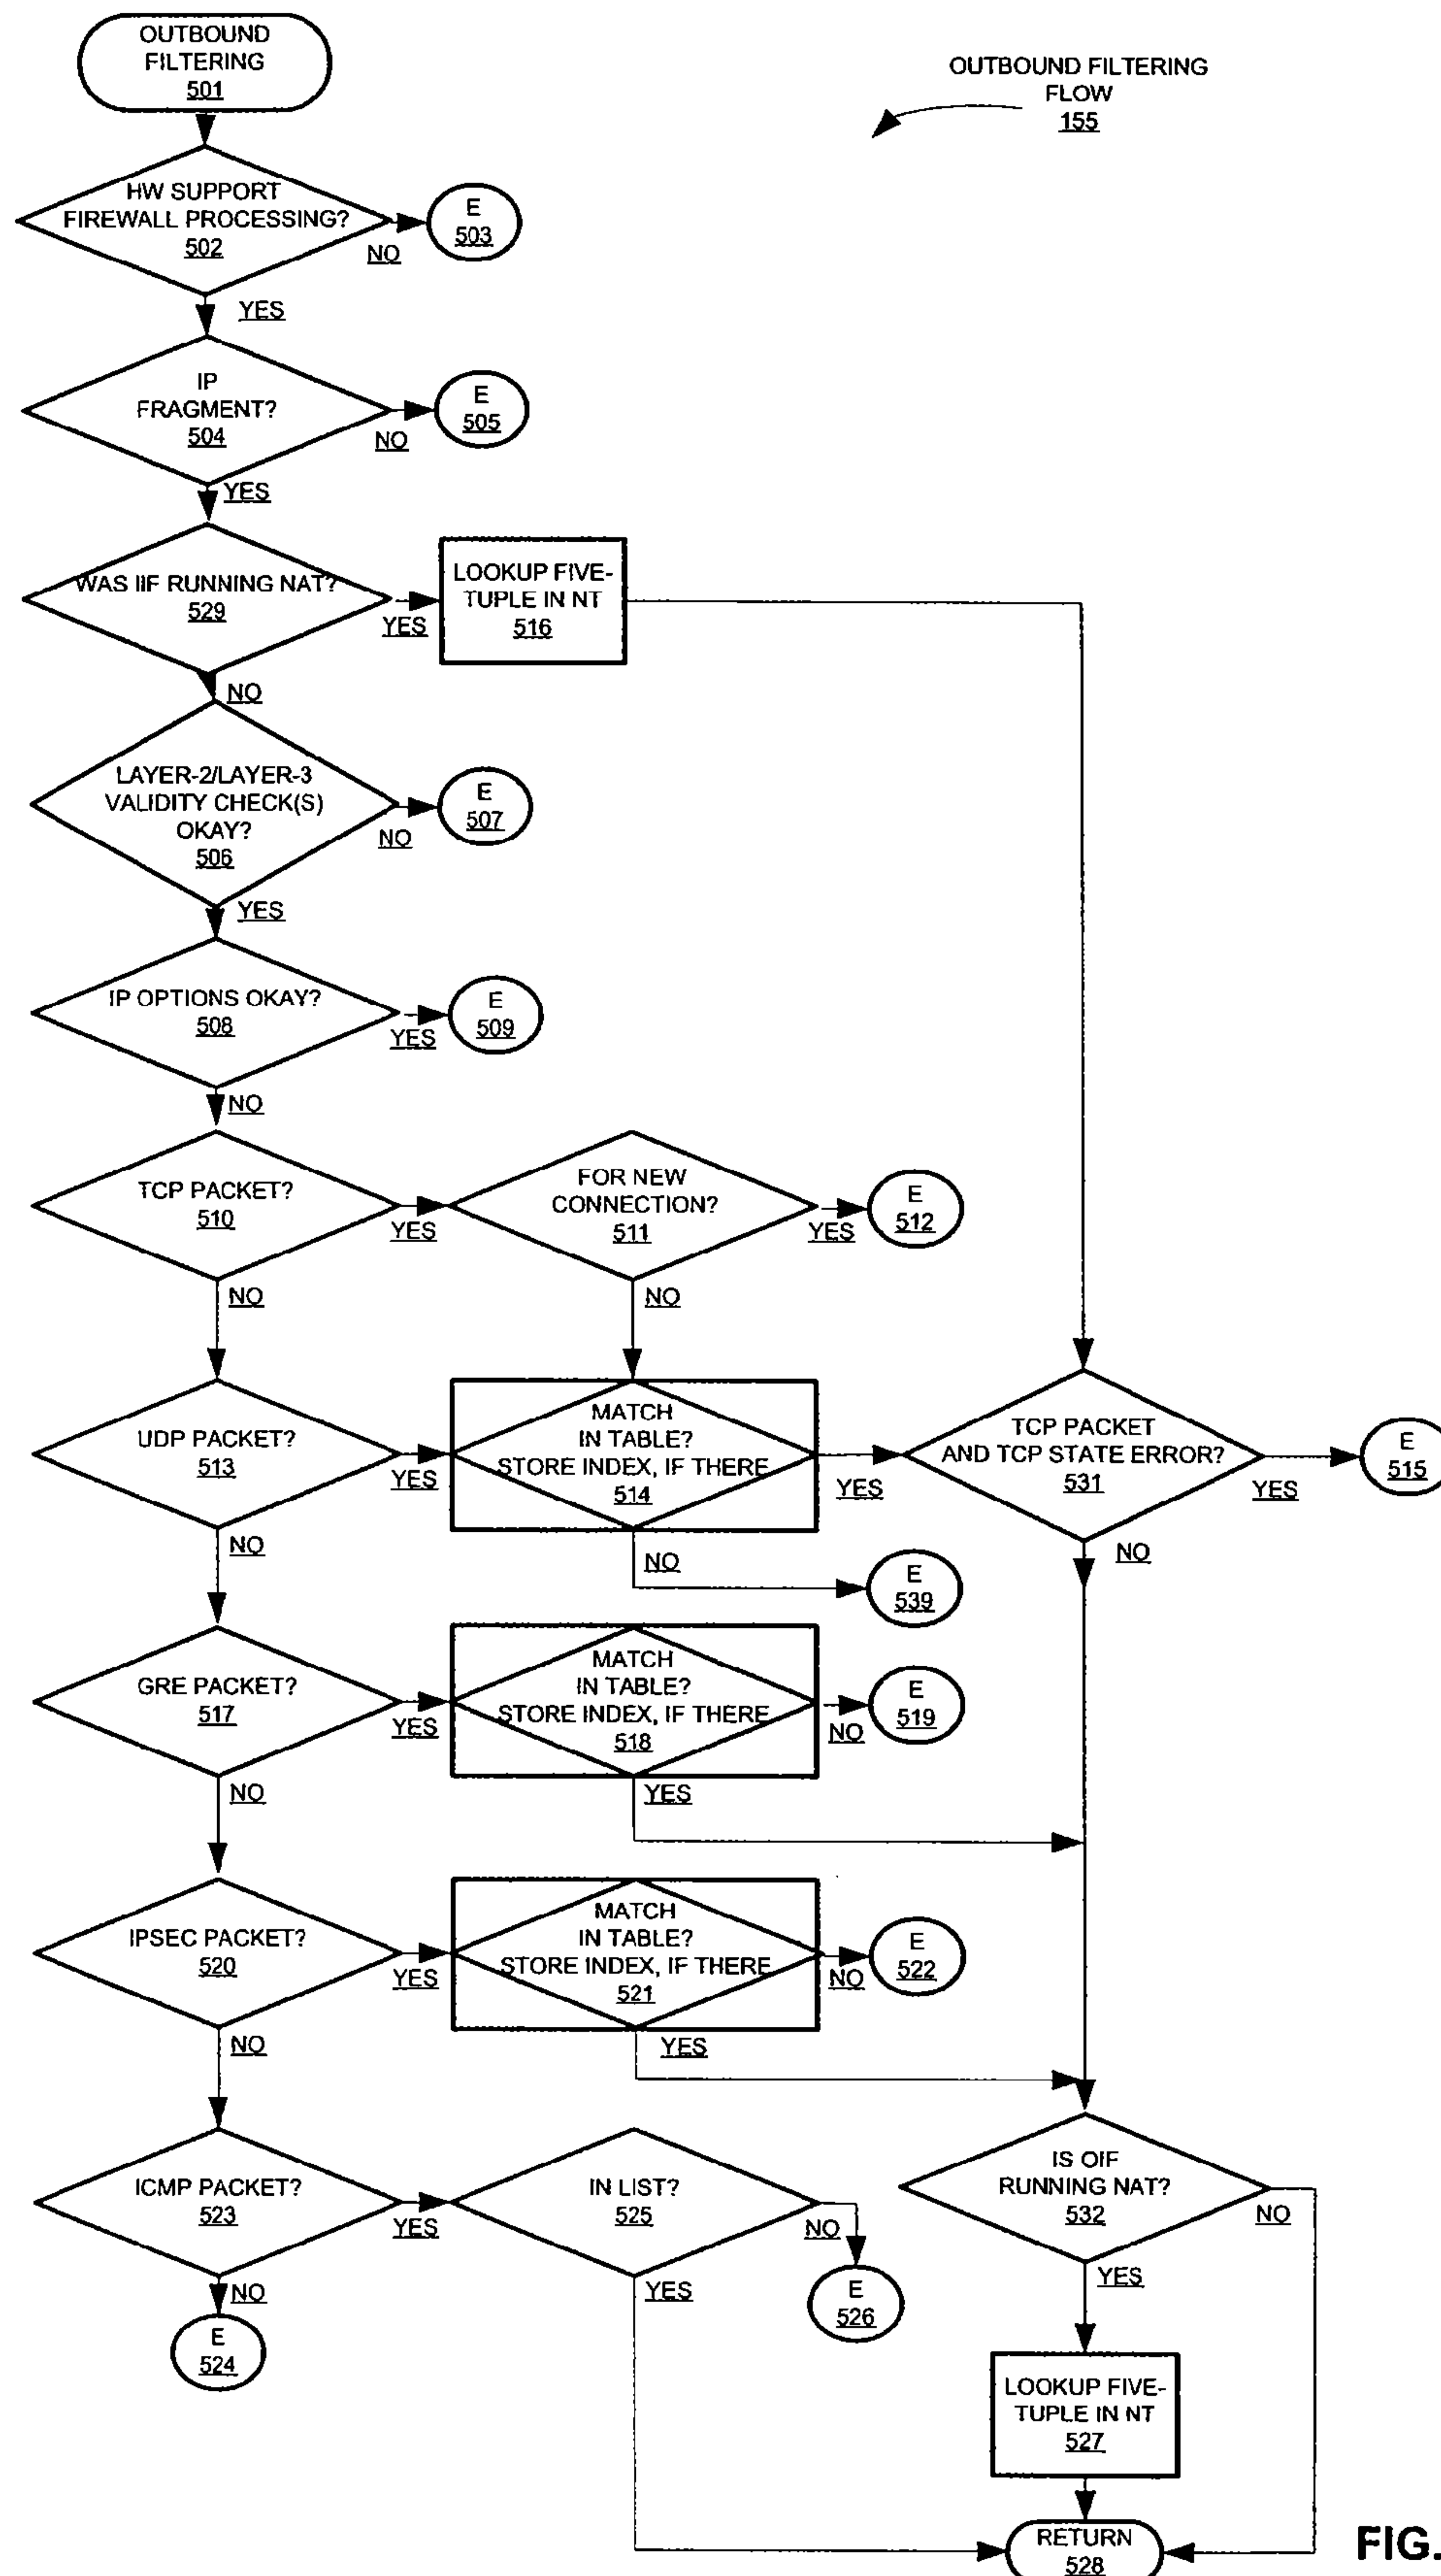 OUTBOUND
FILTERING
501
OUTBOUND FILTERING
FLOW
155
HW SUPPORT
FIREWALL PROCESSING?
502
NO
E
503
YES
IP
FRAGMENT?
504
NO
E
505
YES
WAS IIF RUNNING NAT?
529
YES
LOOKUP FIVE-
TUPLE IN NT
516
NO
LAYER-2/LAYER-3
VALIDITY CHECK(S)
OKAY?
506
NO
E
507
YES
IP OPTIONS OKAY?
508
YES
E
509
NO
TCP PACKET?
510
YES
FOR NEW
CONNECTION?
511
YES
E
512
NO
NO
UDP PACKET?
513
YES
MATCH
IN TABLE?
STORE INDEX, IF THERE
514
YES
TCP PACKET
AND TCP STATE ERROR?
531
YES
E
515
NO
NO
E
539
NO
GRE PACKET?
517
YES
MATCH
IN TABLE?
STORE INDEX, IF THERE
518
NO
E
519
NO
YES
IPSEC PACKET?
520
YES
MATCH
IN TABLE?
STORE INDEX, IF THERE
521
NO
E
522
NO
YES
ICMP PACKET?
523
YES
IN LIST?
525
NO
E
526
IS OIF
RUNNING NAT?
532
NO
NO
E
524
YES
YES
LOOKUP FIVE-
TUPLE IN NT
527
RETURN
528
FIG.